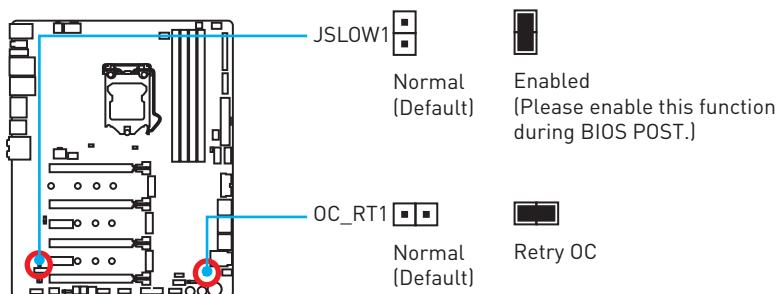 JSLOW1
Normal
(Default)
Enabled
(Please enable this function
during BIOS POST.)
OC_RT1
Normal
(Default)
Retry OC